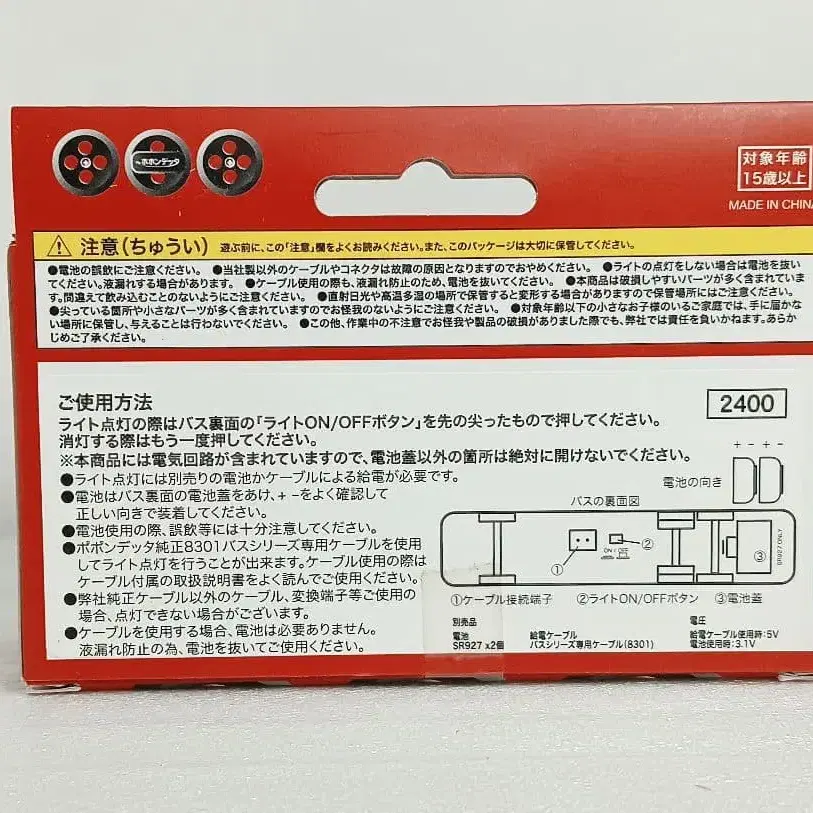 ポポンデッタ
対象年齢
15歳以上
MADE IN CHINA
注意(ちゅうい) 遊ぶ前に、この「注意」欄をよくお読みください。また、このパッケージは大切に保管してください。
●電池の誤飲にご注意ください。 ●当社製以外のケーブルやコネクタは故障の原因となりますのでおやめください。 ●ライトの点灯をしない場合は電池を抜い
てください。液漏れする場合があります。 ●ケーブル使用の際も、液漏れ防止のため、電池を抜いてください。 ●本商品は破損しやすいパーツが多く含まれていま
す。間違えて飲み込むことのないようにご注意ください。 ●直射日光や高温多湿の場所で保管すると変形する場合がありますので保管場所にはご注意ください。
●尖っている箇所や小さなパーツが多く含まれていますのでお怪我のないようにご注意ください。 ●対象年齢以下の小さなお子様のいるご家庭では、手に届かな
い場所に保管し、与えることは行わないでください。 ●この他、作業中の不注意でお怪我や製品の破損がありました際でも、弊社では責任を負いかねます。あらか
じめご了承ください。
ご使用方法
ライト点灯の際はバス裏面の「ライトON/OFFボタン」を先の尖ったもので押してください。
消灯する際はもう一度押してください。
※本商品には電気回路が含まれていますので、電池蓋以外の箇所は絶対に開けないでください。
●ライト点灯には別売りの電池かケーブルによる給電が必要です。
●電池はバス裏面の電池蓋をあけ、+ −をよく確認して
正しい向きで装着してください。
●電池使用の際、誤飲等には十分注意してください。
●ポポンデッタ純正8301バスシリーズ専用ケーブルを使用
してライト点灯を行うことが出来ます。ケーブル使用の際は
ケーブル付属の取扱説明書をよく読んでご使用ください。
●弊社純正ケーブル以外のケーブル、変換端子等ご使用の
場合、点灯できない場合がございます。
●ケーブルを使用する場合、電池は必要ありません。
液漏れ防止の為、電池を抜いてご使用ください。
2400
+ − + −
電池の向き
バスの裏面図
① ② ON / OFF ③ SR927 ONLY
①ケーブル接続端子 ②ライトON/OFFボタン ③電池蓋
別売品
電池
SR927 x2個
給電ケーブル
バスシリーズ専用ケーブル(8301)
電圧
給電ケーブル使用時:5V
電池使用時:3.1V